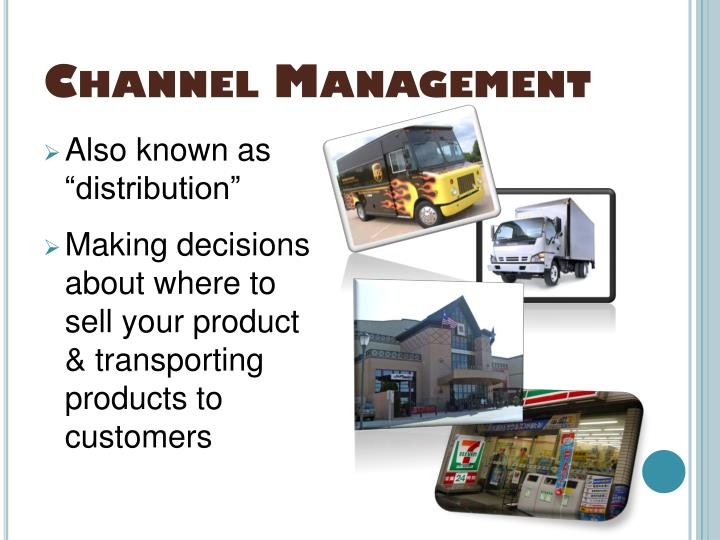 Channel Management
Also known as
“distribution”
Making decisions
about where to
sell your product
& transporting
products to
customers
7
ELEVEN
24